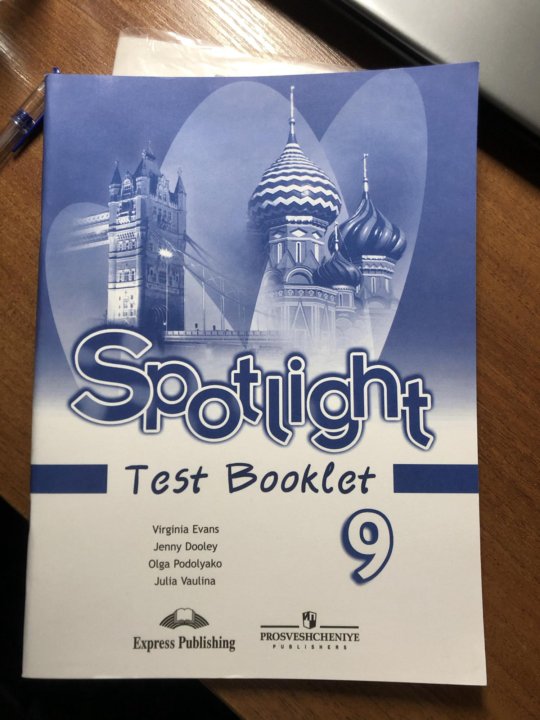 Spotlight
Test Booklet
Virginia Evans
Jenny Dooley
Olga Podolyako
Julia Vaulina
9
Express Publishing
PROSVESHCHENIYE
PUBLISHERS